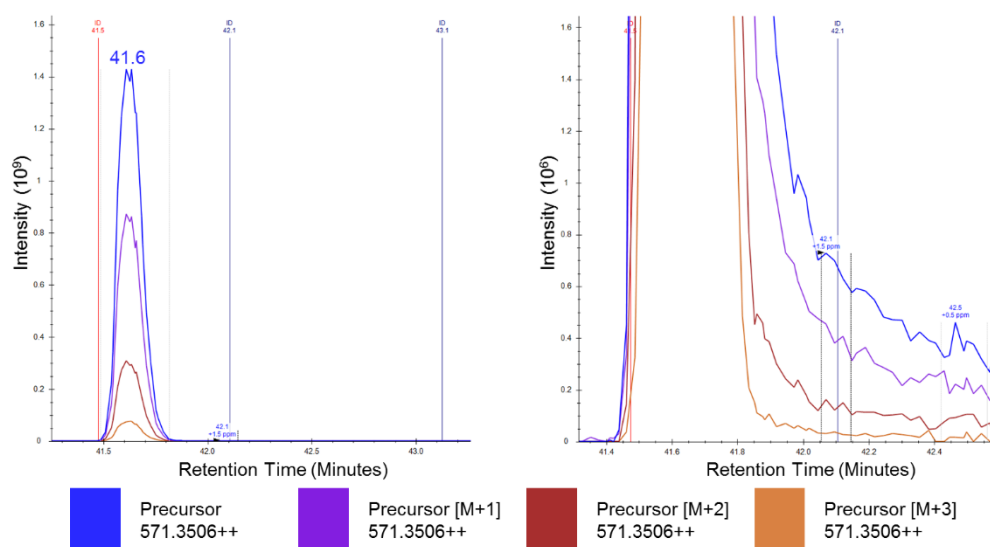 ID
41.5
ID
42.1
ID
43.1
41.6
1.6
1.4
1.2
1
0.8
0.6
0.4
0.2
0
Intensity (10⁹)
42.1
+1.5 ppm
41.5
42.0
42.5
43.0
Retention Time (Minutes)
ID
41.5
ID
42.1
1.6
1.4
1.2
1
0.8
0.6
0.4
0.2
0
Intensity (10⁶)
42.1
+1.5 ppm
42.5
+0.5 ppm
41.4
41.6
41.8
42.0
42.2
42.4
Retention Time (Minutes)
Precursor
571.3506++
Precursor [M+1]
571.3506++
Precursor [M+2]
571.3506++
Precursor [M+3]
571.3506++